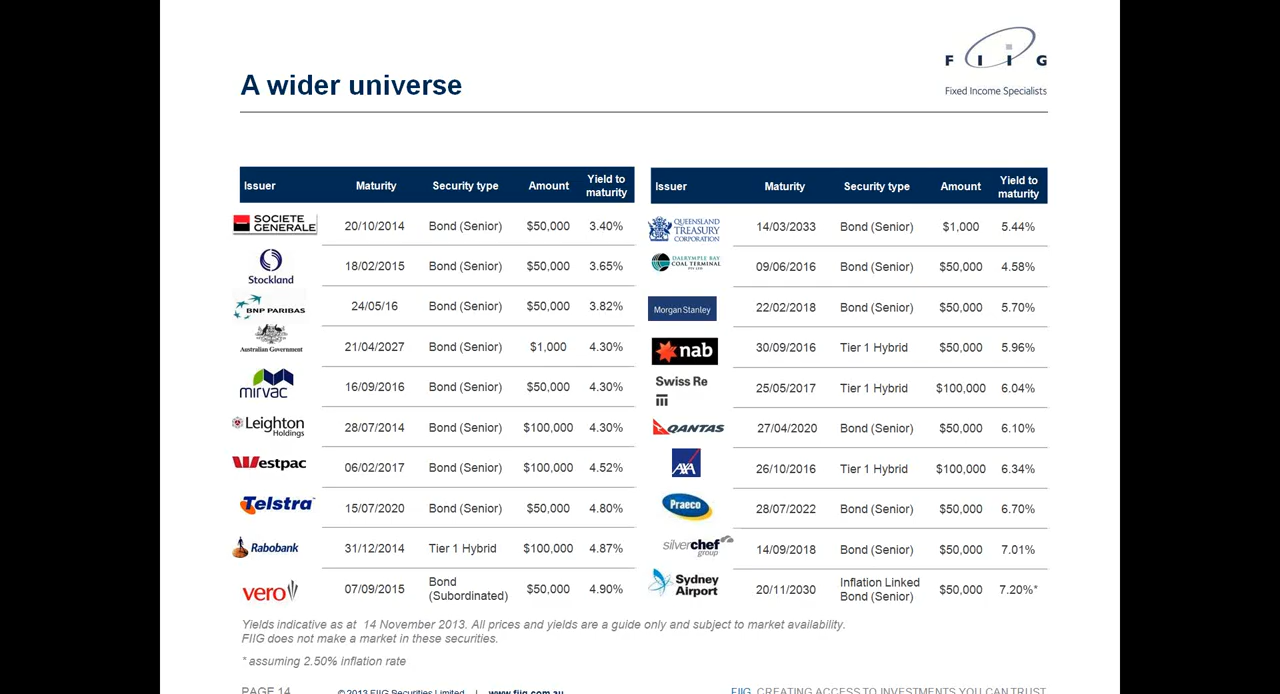 F I I G
Fixed Income Specialists
A wider universe
Issuer Maturity Security type Amount Yield to maturity
SOCIETE GENERALE 20/10/2014 Bond (Senior) $50,000 3.40%
Stockland 18/02/2015 Bond (Senior) $50,000 3.65%
BNP PARIBAS 24/05/16 Bond (Senior) $50,000 3.82%
Australian Government 21/04/2027 Bond (Senior) $1,000 4.30%
mirvac 16/09/2016 Bond (Senior) $50,000 4.30%
Leighton Holdings 28/07/2014 Bond (Senior) $100,000 4.30%
Westpac 06/02/2017 Bond (Senior) $100,000 4.52%
Telstra 15/07/2020 Bond (Senior) $50,000 4.80%
Rabobank 31/12/2014 Tier 1 Hybrid $100,000 4.87%
vero 07/09/2015 Bond (Subordinated) $50,000 4.90%
Issuer Maturity Security type Amount Yield to maturity
QUEENSLAND TREASURY CORPORATION 14/03/2033 Bond (Senior) $1,000 5.44%
DALRYMPLE BAY COAL TERMINAL PTY LTD 09/06/2016 Bond (Senior) $50,000 4.58%
Morgan Stanley 22/02/2018 Bond (Senior) $50,000 5.70%
nab 30/09/2016 Tier 1 Hybrid $50,000 5.96%
Swiss Re 25/05/2017 Tier 1 Hybrid $100,000 6.04%
QANTAS 27/04/2020 Bond (Senior) $50,000 6.10%
AXA 26/10/2016 Tier 1 Hybrid $100,000 6.34%
Praeco 28/07/2022 Bond (Senior) $50,000 6.70%
silverchef group 14/09/2018 Bond (Senior) $50,000 7.01%
Sydney Airport 20/11/2030 Inflation Linked Bond (Senior) $50,000 7.20%*
Yields indicative as at 14 November 2013. All prices and yields are a guide only and subject to market availability.
FIIG does not make a market in these securities.
* assuming 2.50% inflation rate
PAGE 14 © 2013 FIIG Securities Limited | www.fiig.com.au FIIG CREATING ACCESS TO INVESTMENTS YOU CAN TRUST